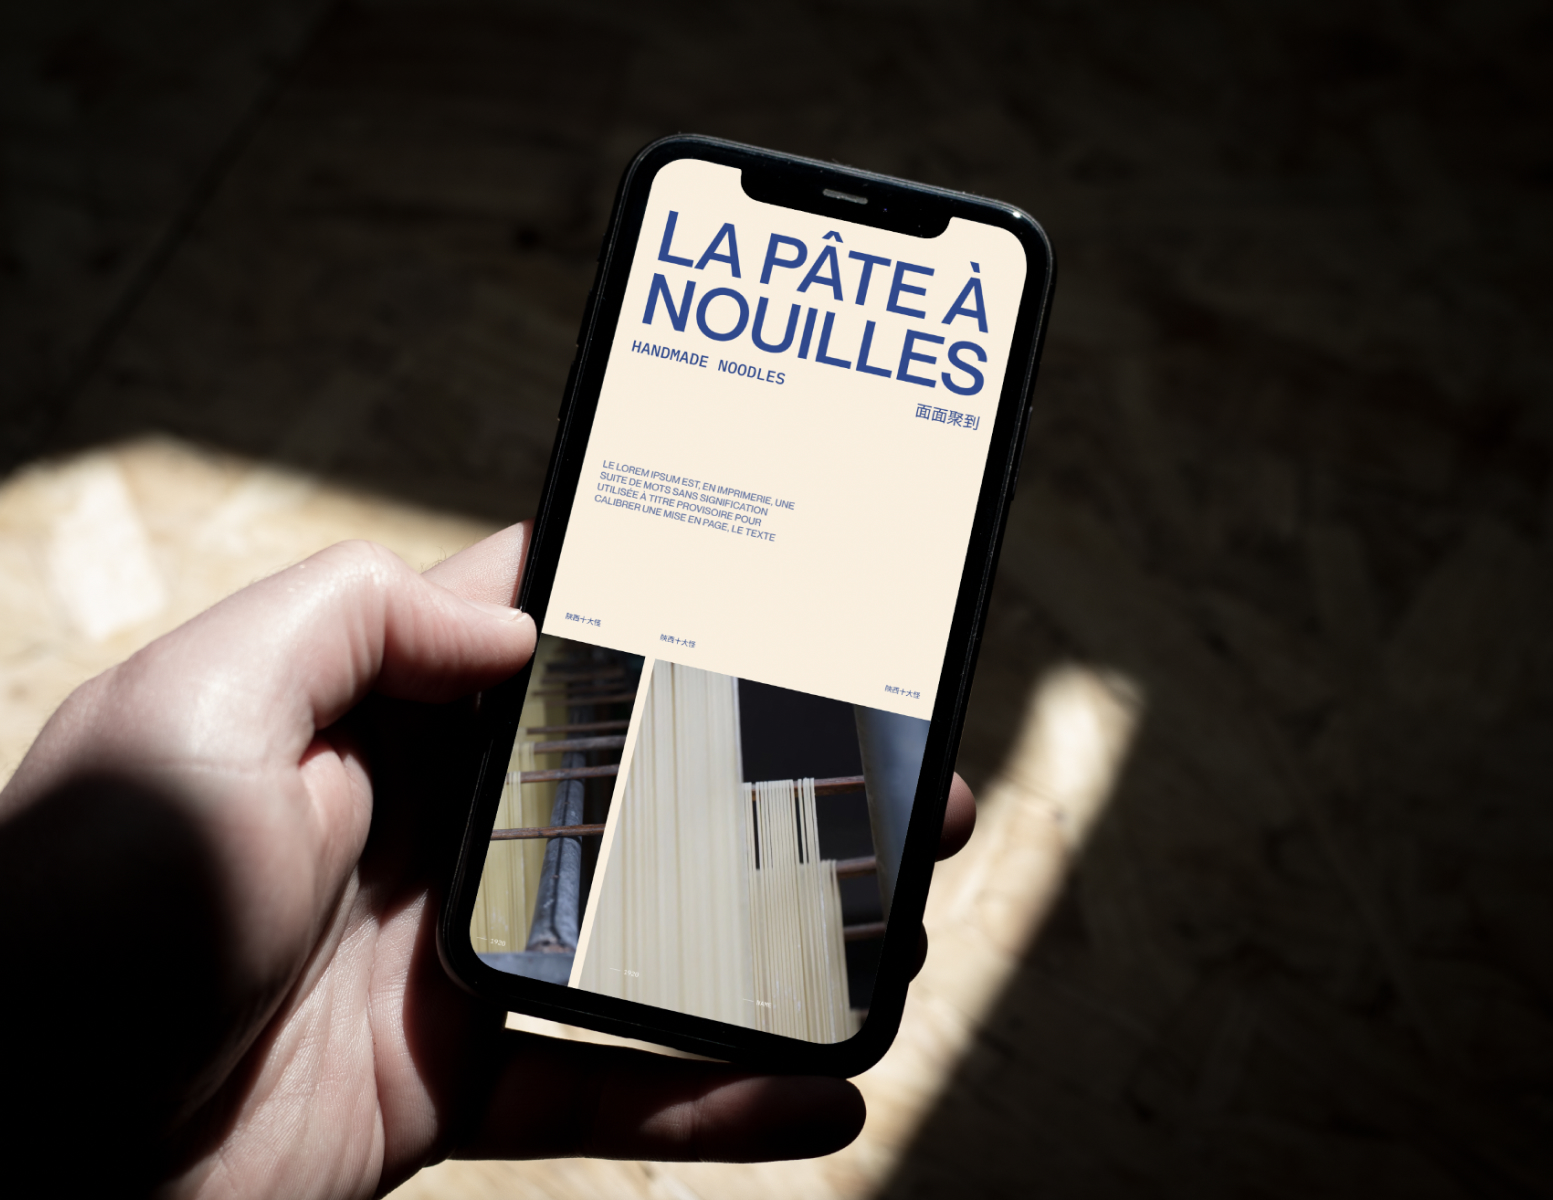 LA PÂTE À
NOUILLES
HANDMADE NOODLES
面面聚到
LE LOREM IPSUM EST, EN IMPRIMERIE, UNE
SUITE DE MOTS SANS SIGNIFICATION
UTILISÉE À TITRE PROVISOIRE POUR
CALIBRER UNE MISE EN PAGE, LE TEXTE
陕西十大怪
陕西十大怪
陕西十大怪
— 1920
— 1920